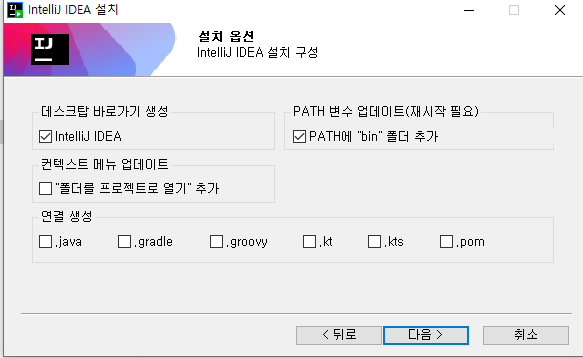 IntelliJ IDEA 설치
IJ
설치 옵션
IntelliJ IDEA 설치 구성
데스크탑 바로가기 생성
IntelliJ IDEA
PATH 변수 업데이트(재시작 필요)
PATH에 "bin" 폴더 추가
컨텍스트 메뉴 업데이트
"폴더를 프로젝트로 열기" 추가
연결 생성
.java .gradle .groovy .kt .kts .pom
< 뒤로 다음 > 취소